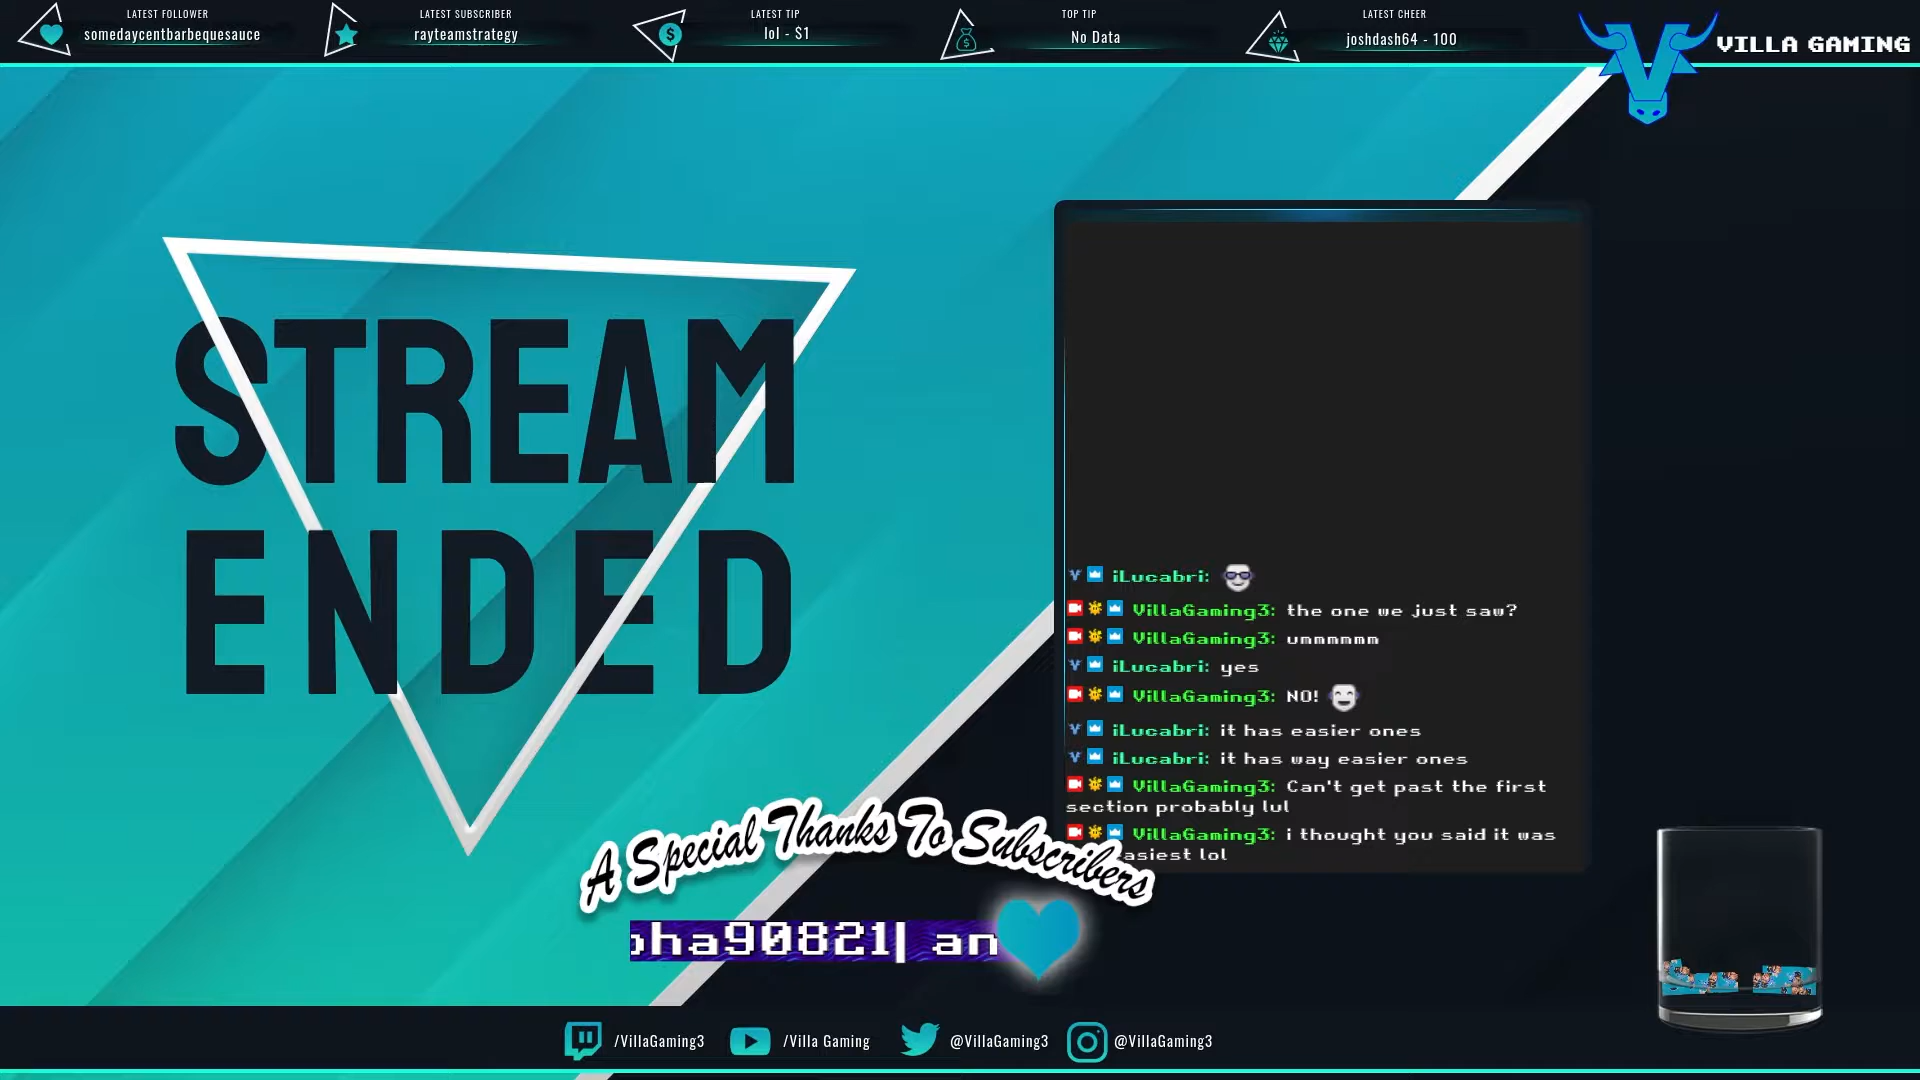 LATEST FOLLOWER
somedaycentbarbequesauce
LATEST SUBSCRIBER
rayteamstrategy
LATEST TIP
lol - $1
TOP TIP
No Data
LATEST CHEER
joshdash64 - 100
VILLA GAMING
STREAM
ENDED
iLucabri:
VillaGaming3: the one we just saw?
VillaGaming3: ummmmm
iLucabri: yes
VillaGaming3: NO!
iLucabri: it has easier ones
iLucabri: it has way easier ones
VillaGaming3: Can't get past the first
section probably lul
VillaGaming3: i thought you said it was
asiest lol
A Special Thanks To Subscribers
ha90821| an
/VillaGaming3
/Villa Gaming
@VillaGaming3
@VillaGaming3